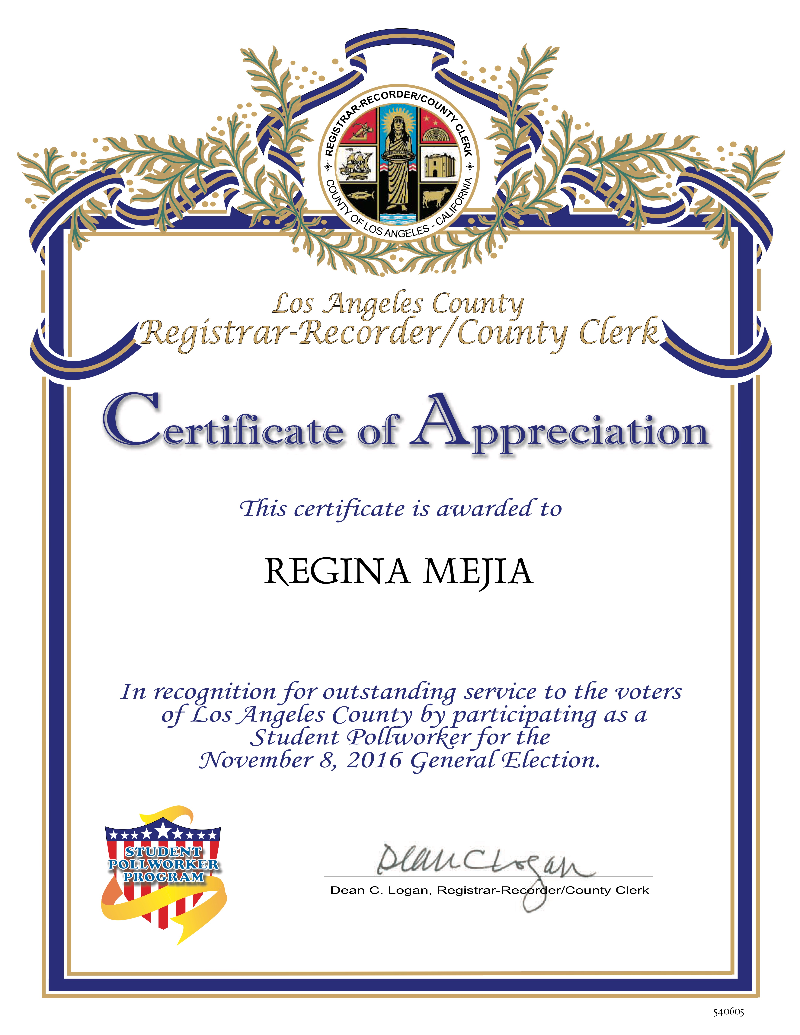 REGISTRAR-RECORDER/COUNTY CLERK
COUNTY OF LOS ANGELES - CALIFORNIA
Los Angeles County
Registrar-Recorder/County Clerk
Certificate of Appreciation
This certificate is awarded to
REGINA MEJIA
In recognition for outstanding service to the voters
of Los Angeles County by participating as a
Student Pollworker for the
November 8, 2016 General Election.
STUDENT
POLLWORKER
PROGRAM
Dean C Logan
Dean C. Logan, Registrar-Recorder/County Clerk
540605